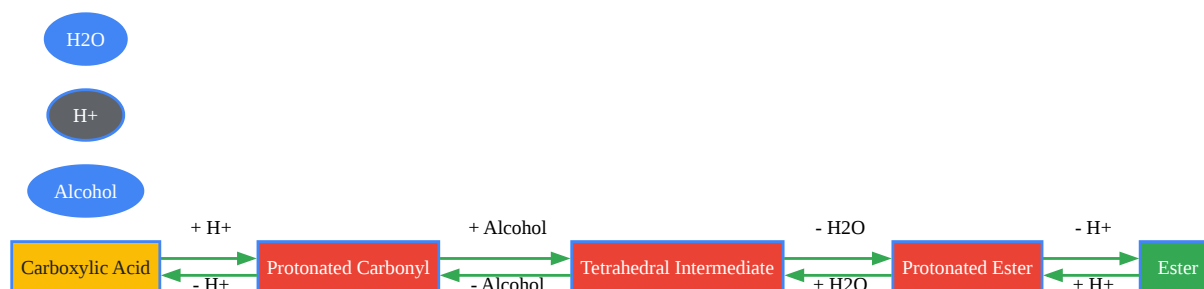 H2O
H+
Alcohol
+ H+
+ Alcohol
- H2O
- H+
Carboxylic Acid
Protonated Carbonyl
Tetrahedral Intermediate
Protonated Ester
Ester
- H+
- Alcohol
+ H2O
+ H+